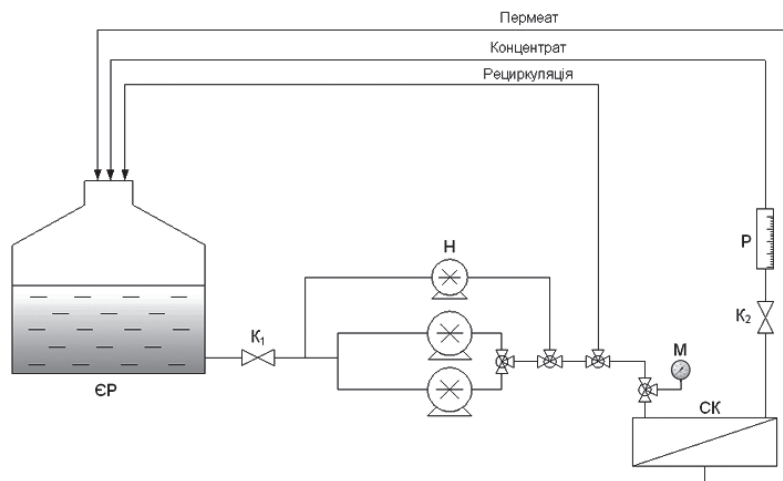 Пермеат
Концентрат
Рециркуляція
Н
Р
К₁
К₂
М
ЄР
СК